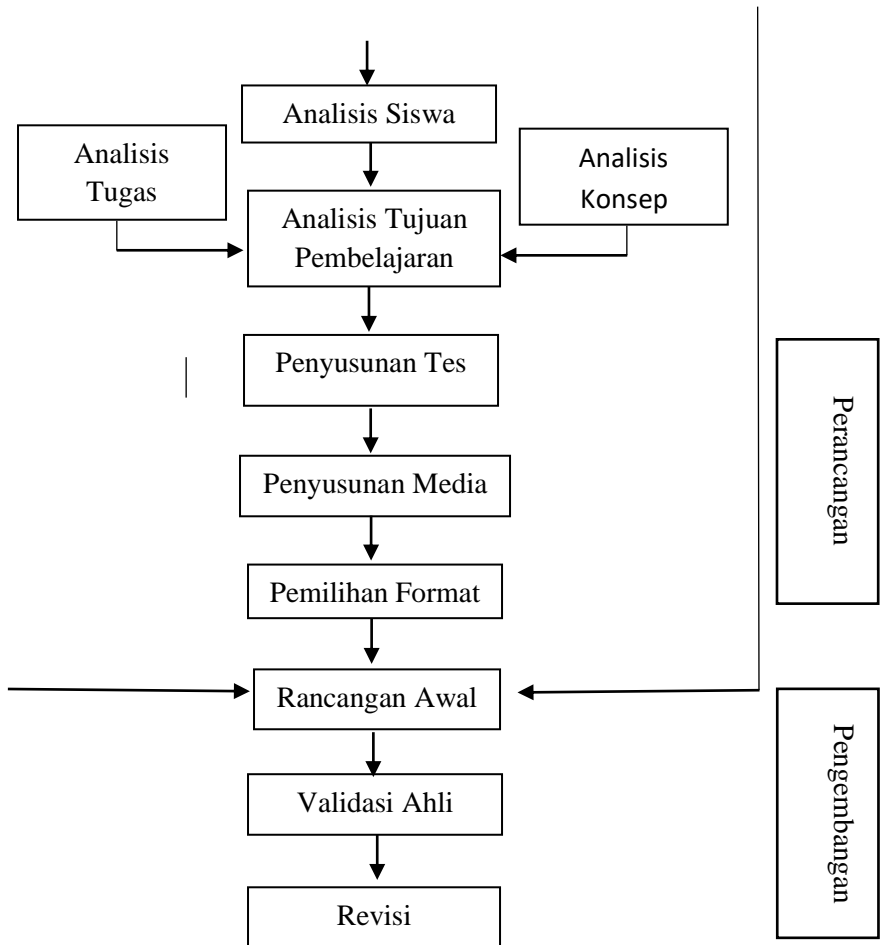 Analisis Siswa
Analisis
Tugas
Analisis
Konsep
Analisis Tujuan
Pembelajaran
Penyusunan Tes
Penyusunan Media
Pemilihan Format
Perancangan
Rancangan Awal
Validasi Ahli
Revisi
Pengembangan